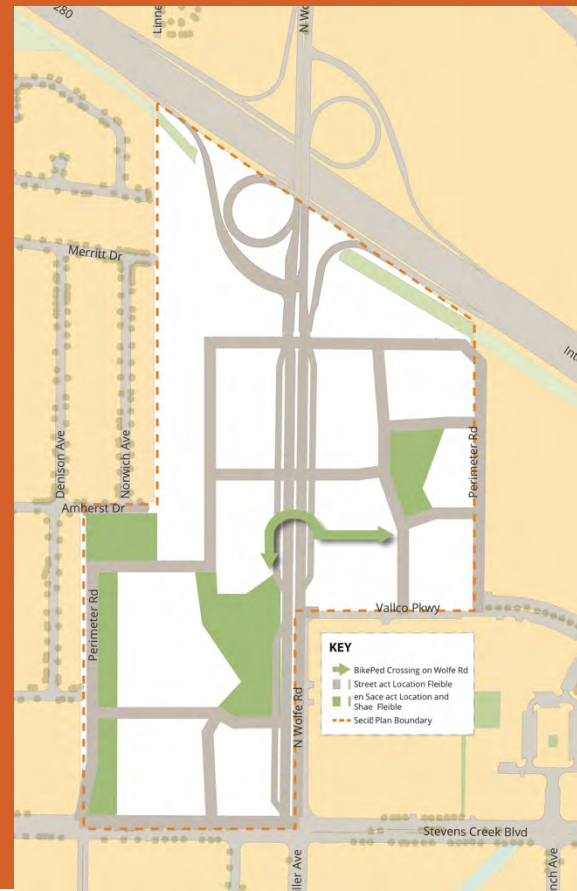 280
Linne
N Wo
Merritt Dr
Int
Denison Ave
Norwich Ave
Perimeter Rd
Amherst Dr
Perimeter Rd
Vallco Pkwy
KEY
BikePed Crossing on Wolfe Rd
Street act Location Fleible
en Sace act Location and
Shae Fleible
Plan Boundary
N Wolfe Rd
Stevens Creek Blvd
ller Ave
nch Ave